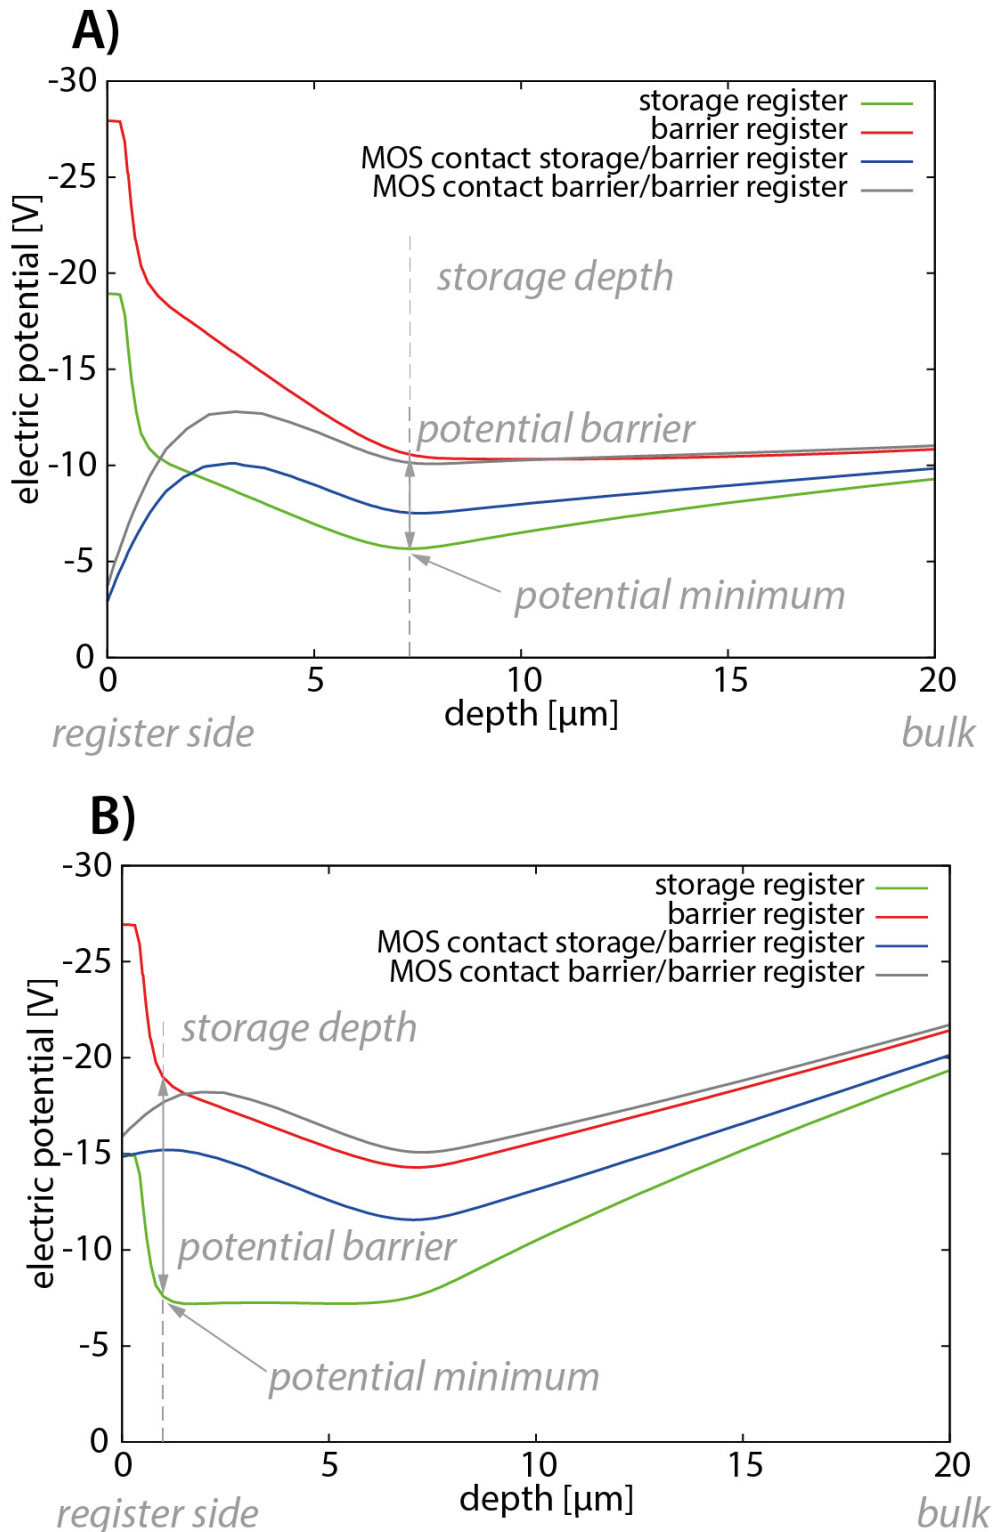 A)
-30
-25
-20
-15
-10
-5
0
electric potential [V]
storage register
barrier register
MOS contact storage/barrier register
MOS contact barrier/barrier register
storage depth
potential barrier
potential minimum
0 5 10 15 20
depth [µm]
register side bulk
B)
-30
-25
-20
-15
-10
-5
0
electric potential [V]
storage register
barrier register
MOS contact storage/barrier register
MOS contact barrier/barrier register
storage depth
potential barrier
potential minimum
0 5 10 15 20
depth [µm]
register side bulk